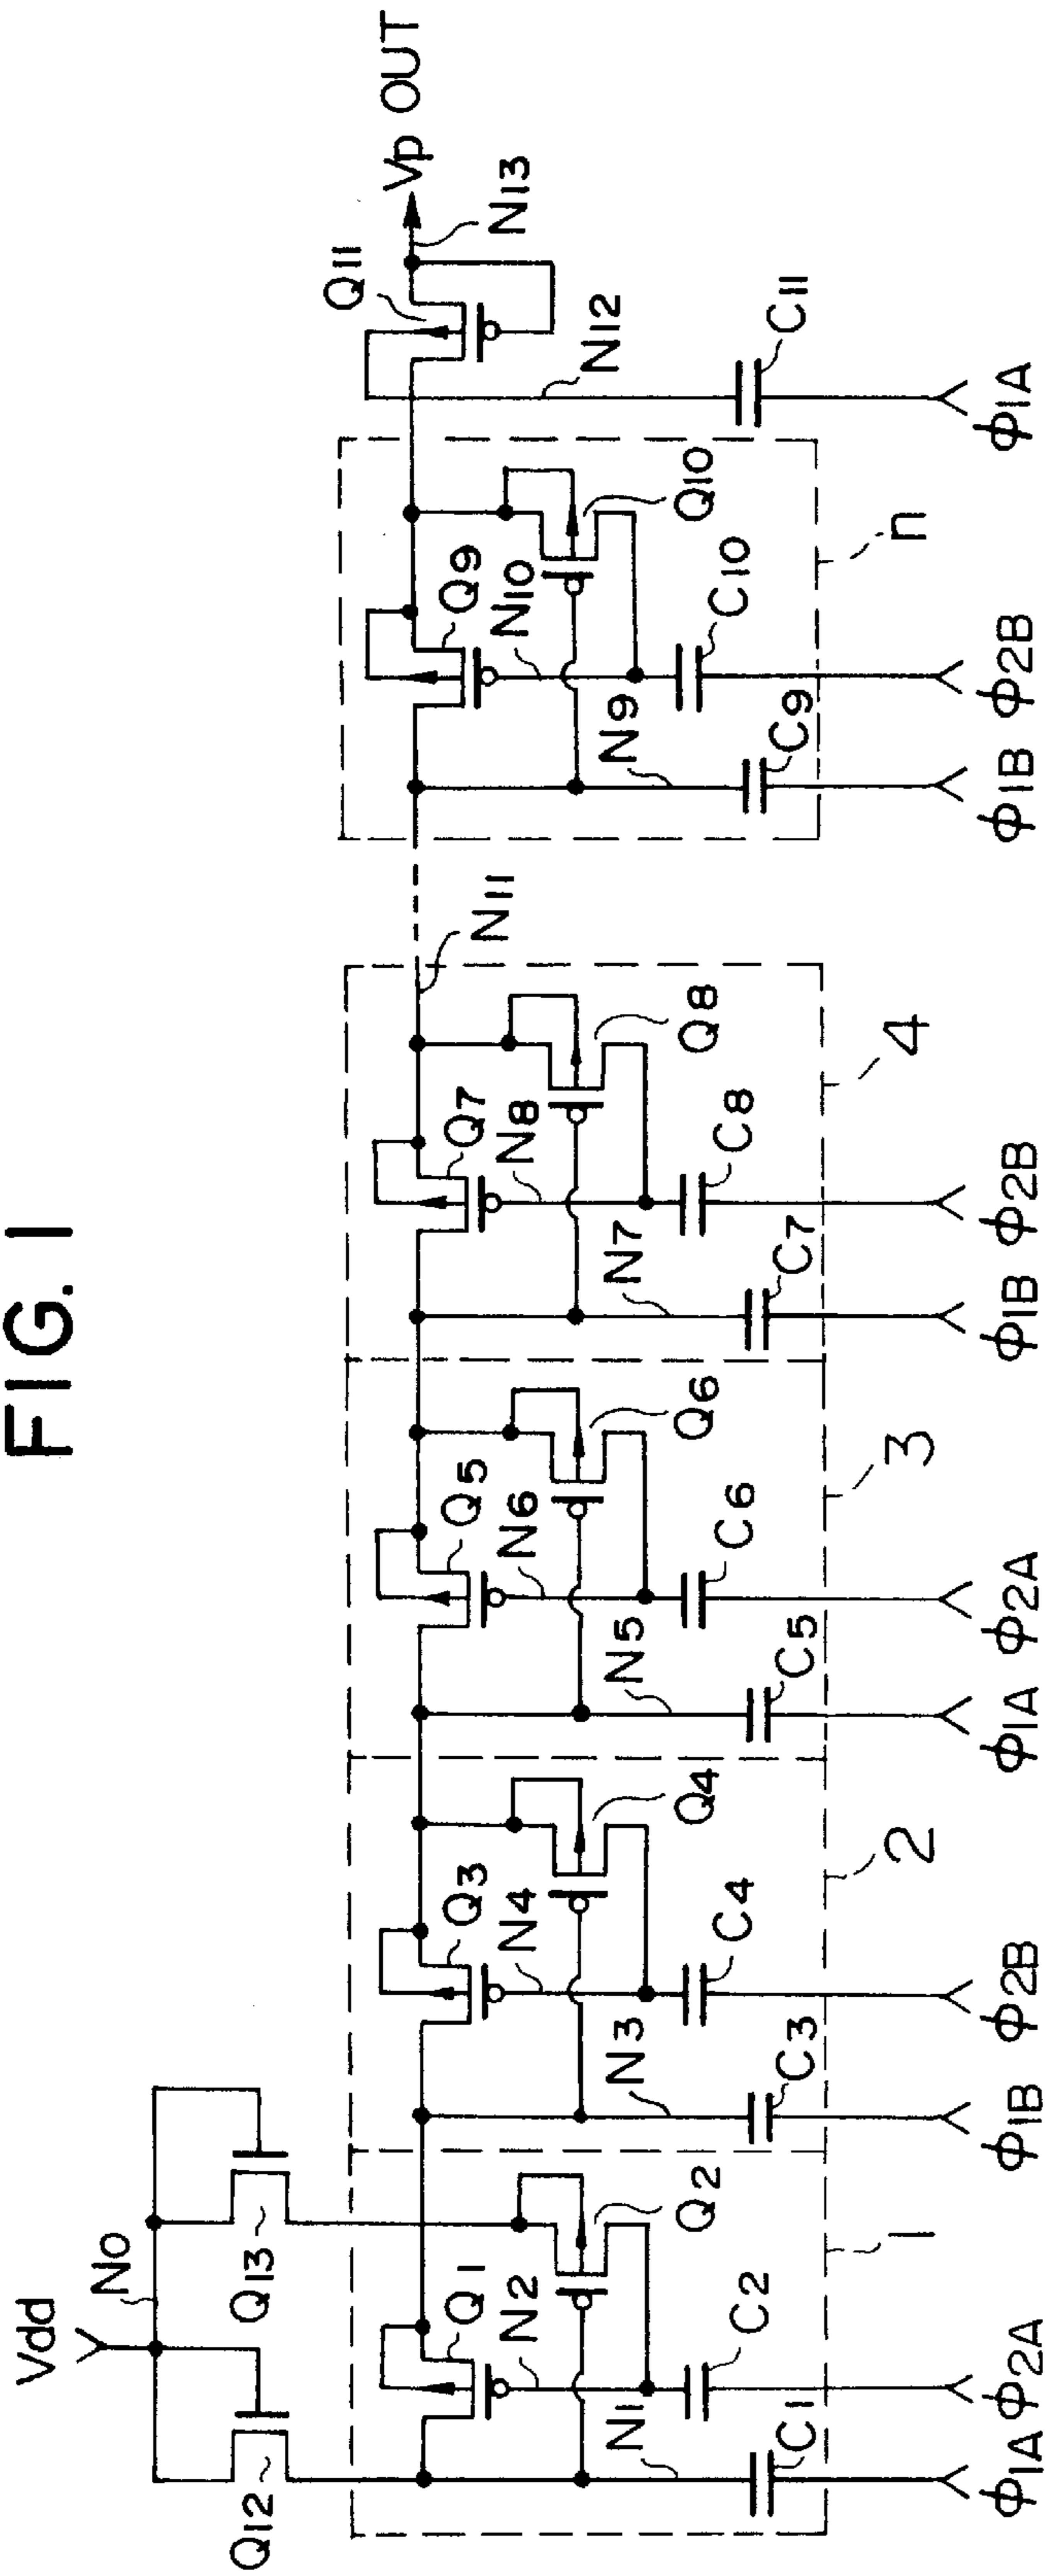 FIG. 1
Vdd
N0
Q12
Q13
Q1
N2
Q2
N1
C1
C2
1
ϕ1A
ϕ2A
Q3
N4
Q4
N3
C3
C4
2
ϕ1B
ϕ2B
Q5
N6
Q6
N5
C5
C6
3
ϕ1A
ϕ2A
Q7
N8
Q8
N7
C7
C8
4
ϕ1B
ϕ2B
N11
Q9
N10
Q10
N9
C9
C10
n
ϕ1B
ϕ2B
Q11
N12
C11
ϕ1A
N13
Vp OUT